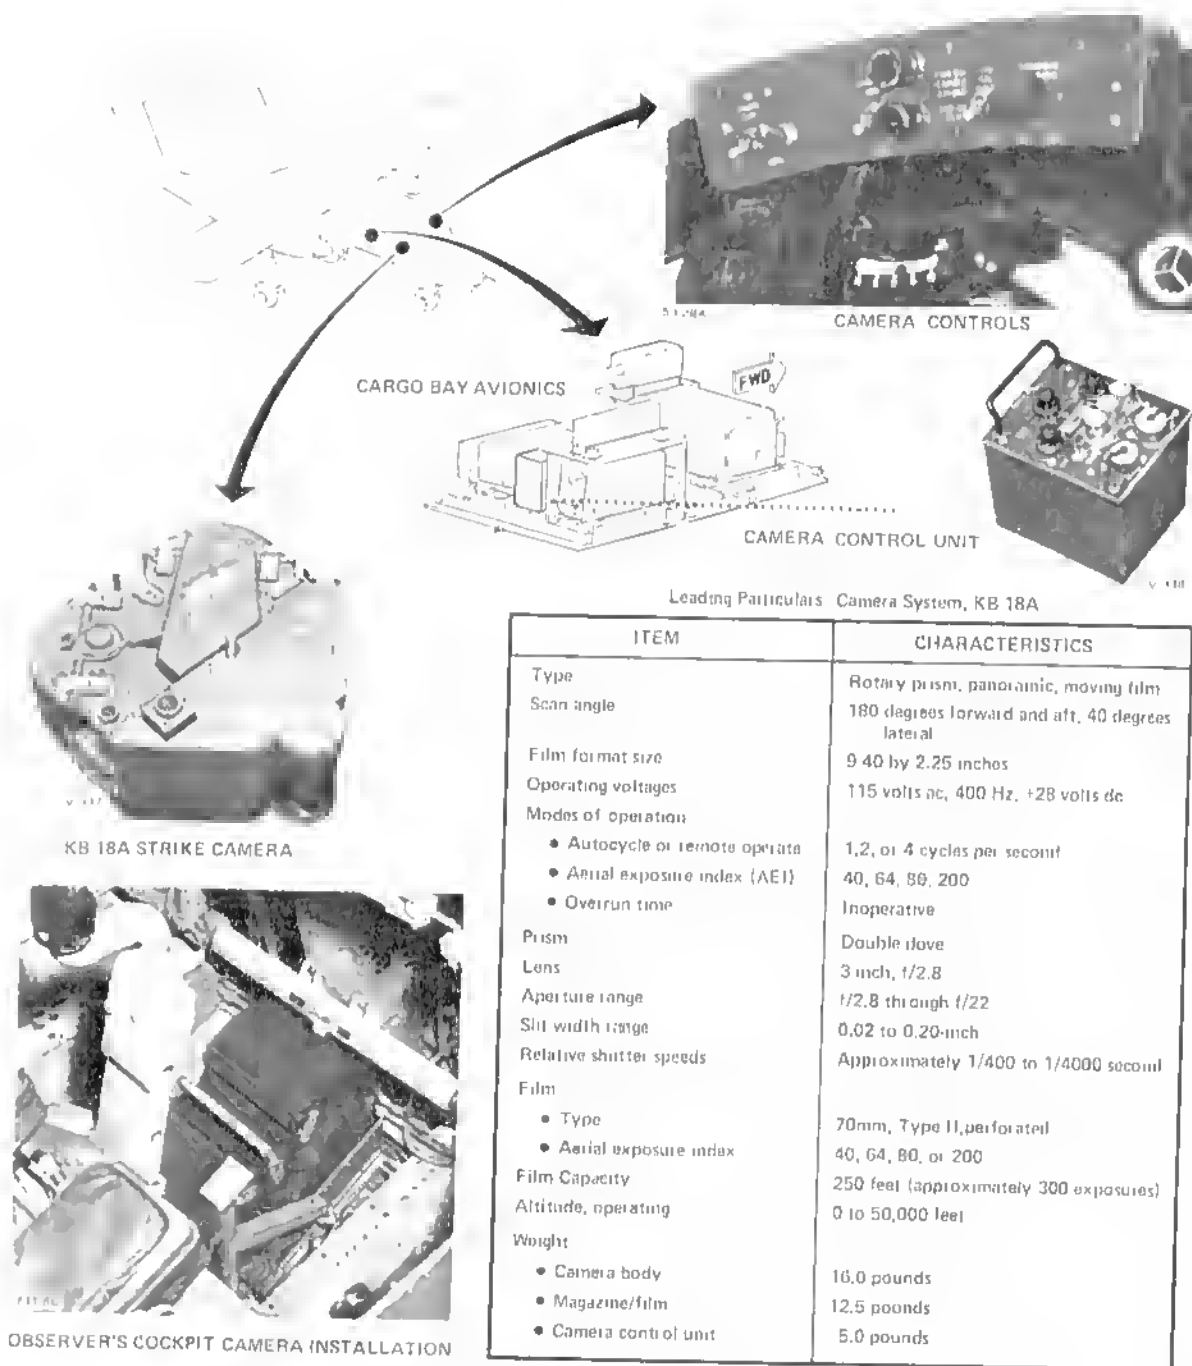 CAMERA CONTROLS
CARGO BAY AVIONICS
FWD
CAMERA CONTROL UNIT
KB 18A STRIKE CAMERA
OBSERVER'S COCKPIT CAMERA INSTALLATION
Leading Particulars Camera System, KB 18A
ITEM CHARACTERISTICS
Type Rotary prism, panoramic, moving film
Scan angle 180 degrees forward and aft, 40 degrees
lateral
Film format size 9.40 by 2.25 inches
Operating voltages 115 volts ac, 400 Hz, +28 volts dc
Modes of operation
• Autocycle or remote operate 1,2, or 4 cycles per second
• Aerial exposure index (AEI) 40, 64, 80, 200
• Overrun time Inoperative
Prism Double dove
Lens 3 inch, f/2.8
Aperture range f/2.8 through f/22
Slit width range 0.02 to 0.20-inch
Relative shutter speeds Approximately 1/400 to 1/4000 second
Film
• Type 70mm, Type II, perforated
• Aerial exposure index 40, 64, 80, or 200
Film Capacity 250 feet (approximately 300 exposures)
Altitude, operating 0 to 50,000 feet
Weight
• Camera body 16.0 pounds
• Magazine/film 12.5 pounds
• Camera control unit 5.0 pounds